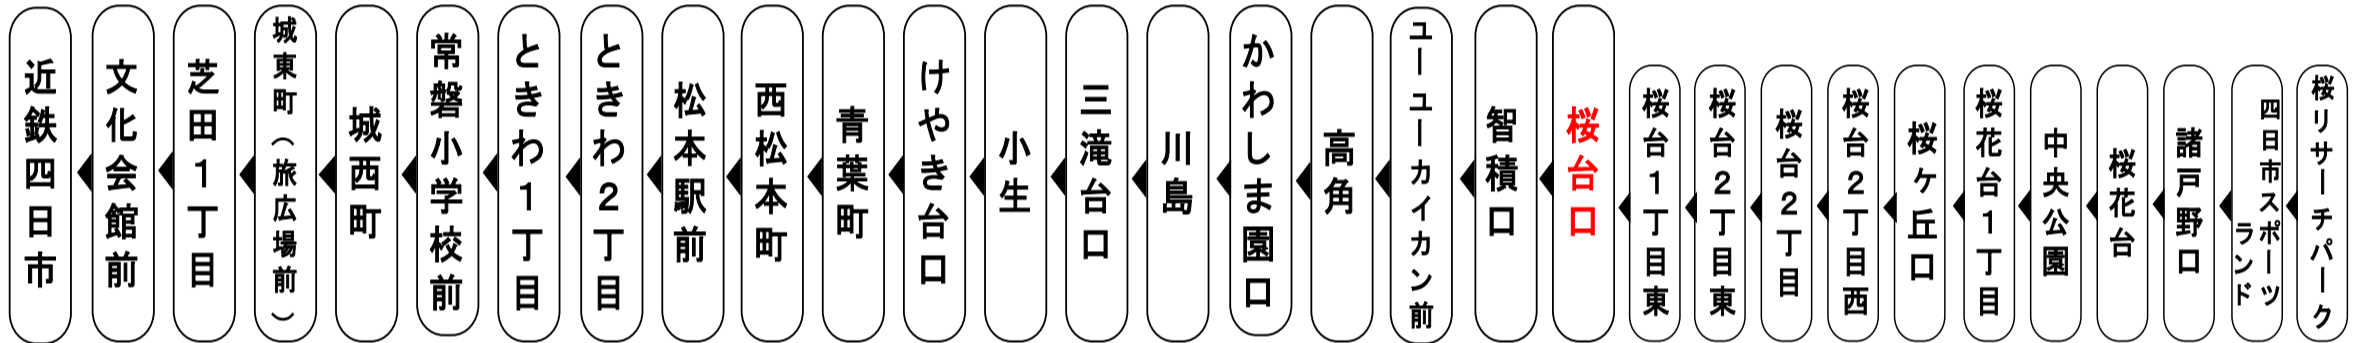 近鉄四日市
文化会館前
芝田1丁目
城東町（旅広場前）
城西町
常磐小学校前
ときわ1丁目
ときわ2丁目
松本駅前
西松本町
青葉町
けやき台口
小生
三滝台口
川島
かわしま園口
高角
ユーユーカイカン前
智積口
桜台口
桜台1丁目東
桜台2丁目東
桜台2丁目
桜台2丁目西
桜ヶ丘口
桜花台1丁目
中央公園
桜花台
諸戸野口
四日市スポーツ
ランド
桜リサーチパーク